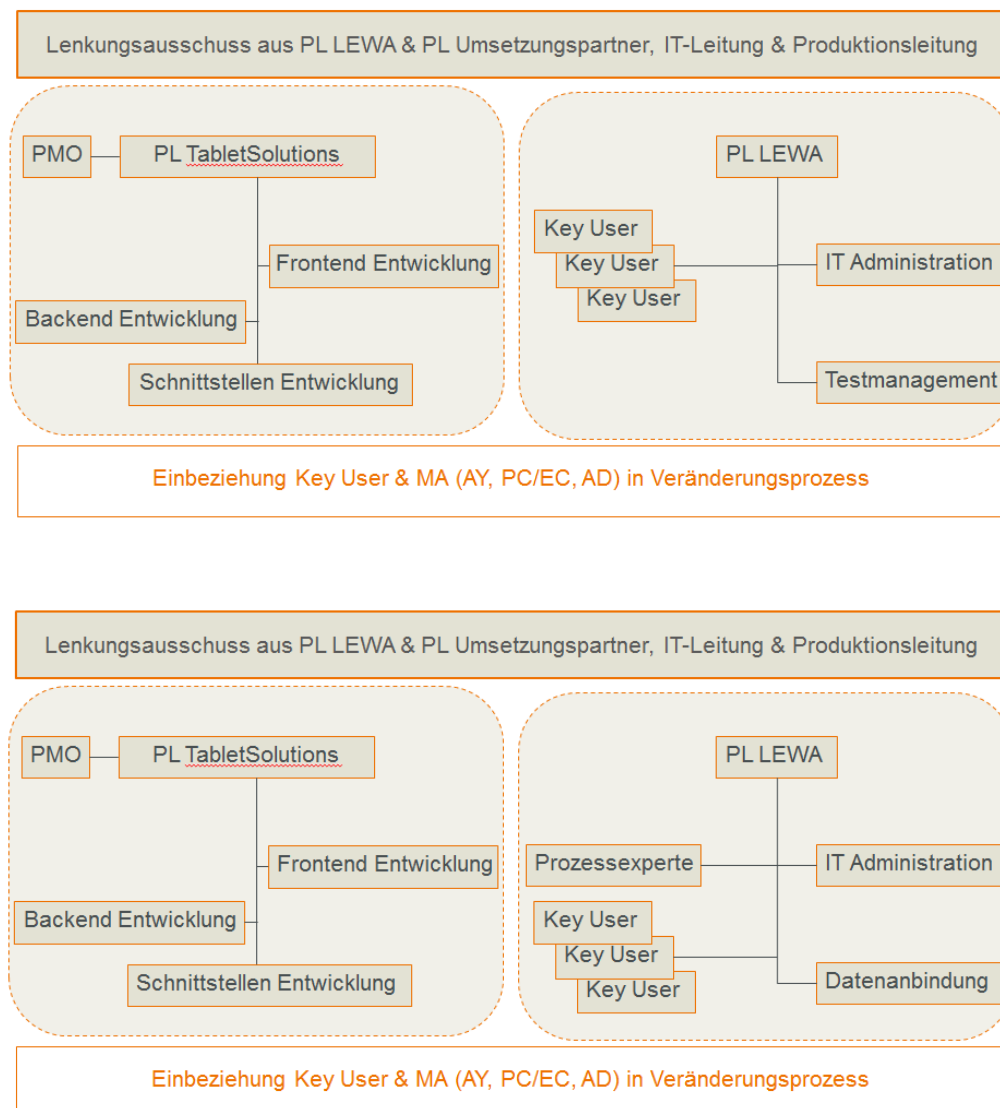 Lenkungsausschuss aus PL LEWA & PL Umsetzungspartner, IT-Leitung & Produktionsleitung
PMO
PL TabletSolutions
Frontend Entwicklung
Backend Entwicklung
Schnittstellen Entwicklung
PL LEWA
Key User
Key User
Key User
IT Administration
Testmanagement
Einbeziehung Key User & MA (AY, PC/EC, AD) in Veränderungsprozess
Lenkungsausschuss aus PL LEWA & PL Umsetzungspartner, IT-Leitung & Produktionsleitung
PMO
PL TabletSolutions
Frontend Entwicklung
Backend Entwicklung
Schnittstellen Entwicklung
PL LEWA
Prozessexperte
IT Administration
Key User
Key User
Key User
Datenanbindung
Einbeziehung Key User & MA (AY, PC/EC, AD) in Veränderungsprozess